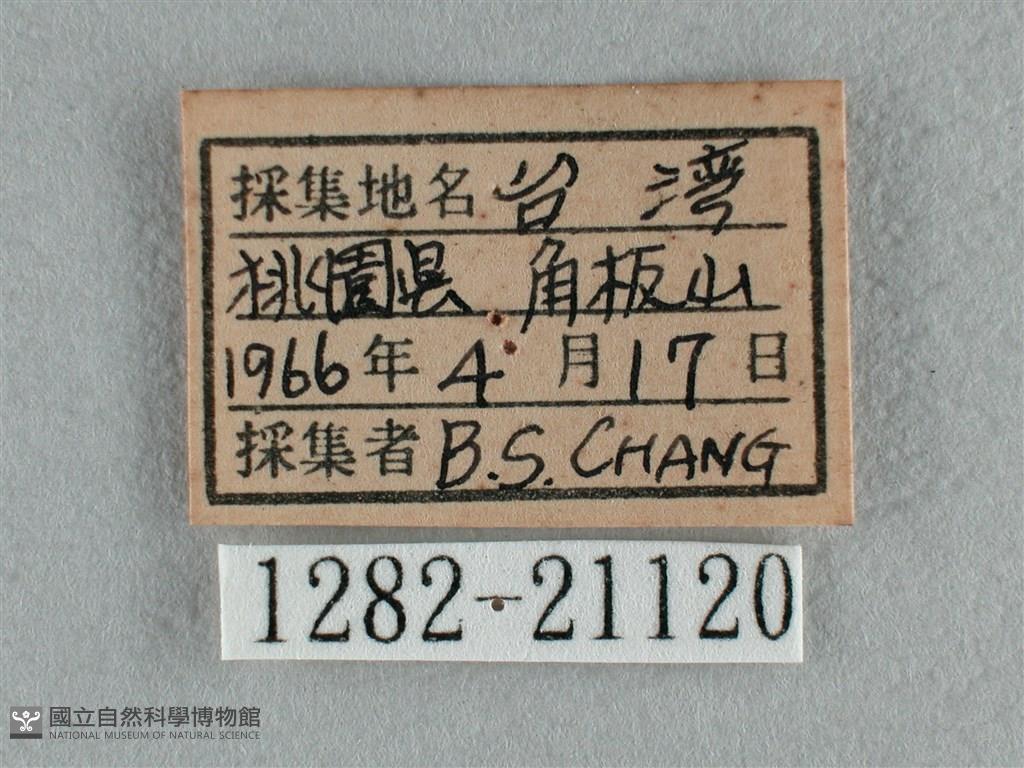 採集地名 台 湾
桃園県 角板山
1966年 4 月 17 日
採集者 B.S. CHANG
1282-21120
國立自然科學博物館
NATIONAL MUSEUM OF NATURAL SCIENCE